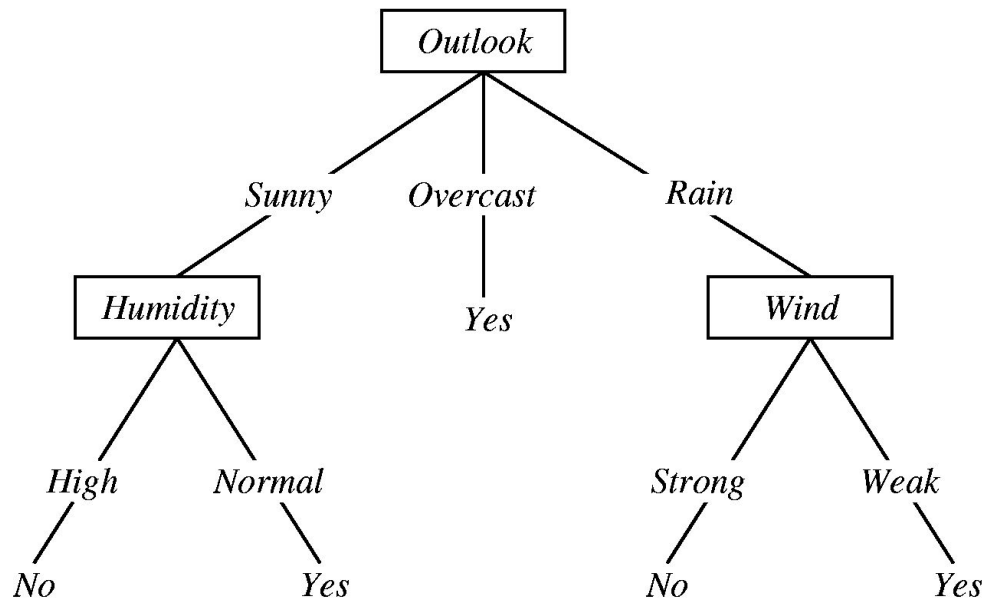 Outlook
Sunny Overcast Rain
Humidity Yes Wind
High Normal Strong Weak
No Yes No Yes